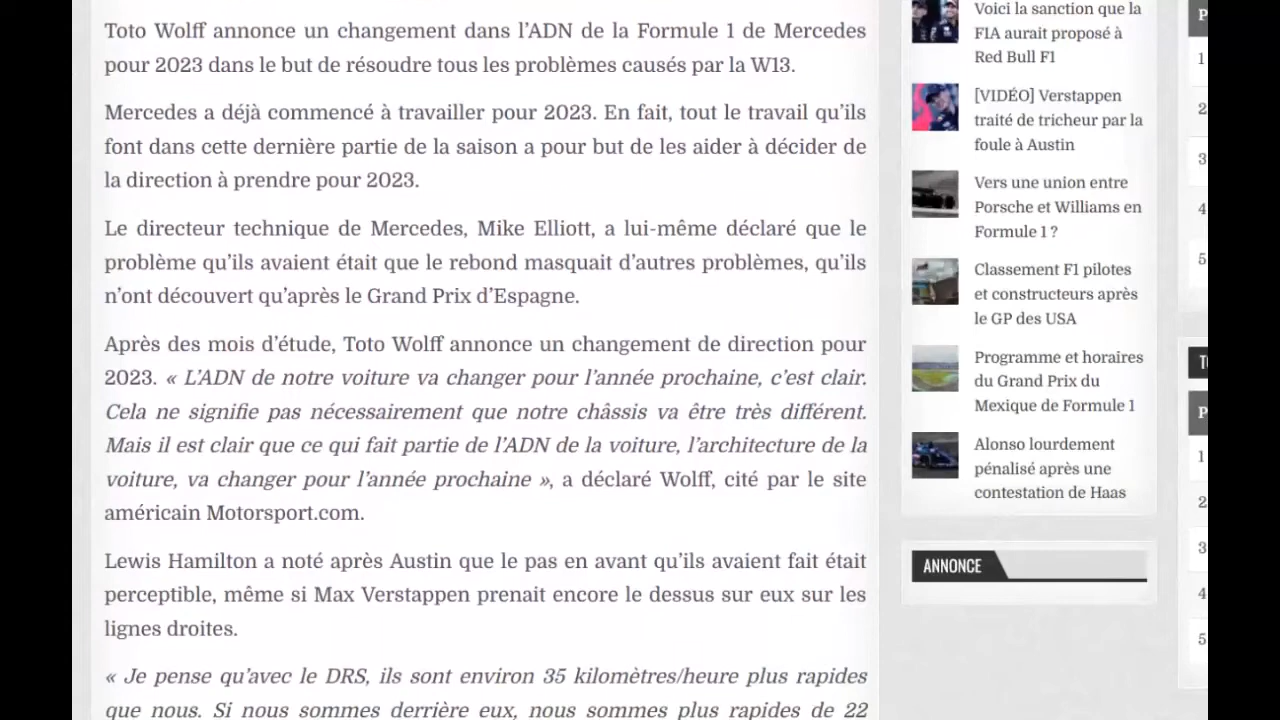 Toto Wolff annonce un changement dans l’ADN de la Formule 1 de Mercedes
pour 2023 dans le but de résoudre tous les problèmes causés par la W13.
Mercedes a déjà commencé à travailler pour 2023. En fait, tout le travail qu’ils
font dans cette dernière partie de la saison a pour but de les aider à décider de
la direction à prendre pour 2023.
Le directeur technique de Mercedes, Mike Elliott, a lui-même déclaré que le
problème qu’ils avaient était que le rebond masquait d’autres problèmes, qu’ils
n’ont découvert qu’après le Grand Prix d’Espagne.
Après des mois d’étude, Toto Wolff annonce un changement de direction pour
2023. « L’ADN de notre voiture va changer pour l’année prochaine, c’est clair.
Cela ne signifie pas nécessairement que notre châssis va être très différent.
Mais il est clair que ce qui fait partie de l’ADN de la voiture, l’architecture de la
voiture, va changer pour l’année prochaine », a déclaré Wolff, cité par le site
américain Motorsport.com.
Lewis Hamilton a noté après Austin que le pas en avant qu’ils avaient fait était
perceptible, même si Max Verstappen prenait encore le dessus sur eux sur les
lignes droites.
« Je pense qu’avec le DRS, ils sont environ 35 kilomètres/heure plus rapides
que nous. Si nous sommes derrière eux, nous sommes plus rapides de 22
Voici la sanction que la
FIA aurait proposé à
Red Bull F1
[VIDÉO] Verstappen
traité de tricheur par la
foule à Austin
Vers une union entre
Porsche et Williams en
Formule 1 ?
Classement F1 pilotes
et constructeurs après
le GP des USA
Programme et horaires
du Grand Prix du
Mexique de Formule 1
Alonso lourdement
pénalisé après une
contestation de Haas
ANNONCE
P
1
2
3
4
5
P
1
2
3
4
5